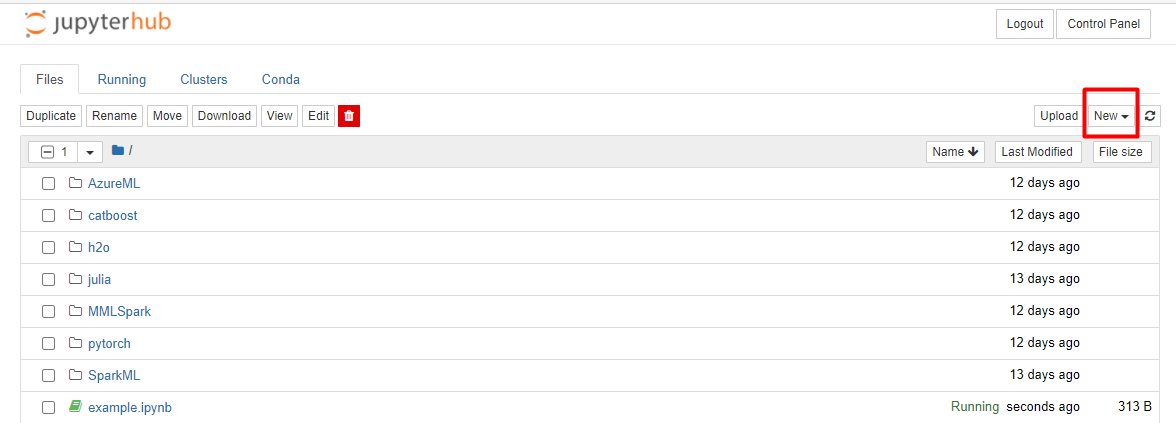 jupyterhub Logout Control Panel
Files Running Clusters Conda
Duplicate Rename Move Download View Edit Upload New
1 / Name Last Modified File size
AzureML 12 days ago
catboost 12 days ago
h2o 12 days ago
julia 13 days ago
MMLSpark 12 days ago
pytorch 12 days ago
SparkML 13 days ago
example.ipynb Running seconds ago 313 B